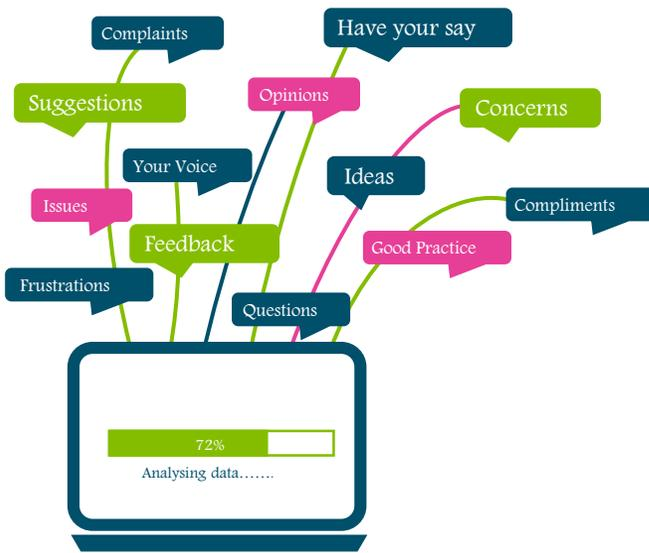 Complaints
Have your say
Suggestions
Opinions
Concerns
Your Voice
Ideas
Issues
Compliments
Feedback
Good Practice
Frustrations
Questions
72%
Analysing data…….